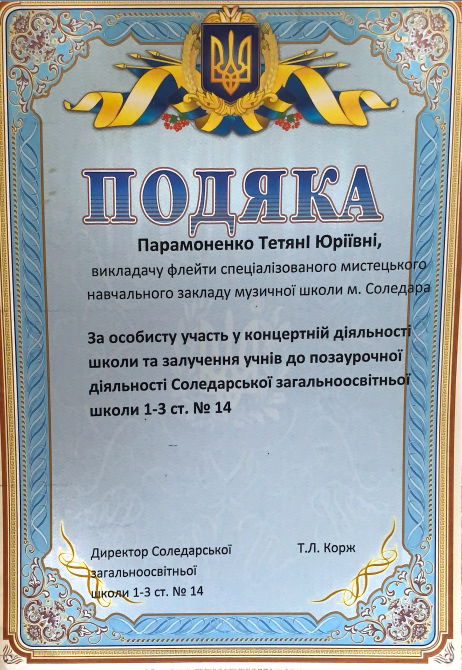 ПОДЯКА
Парамоненко ТетянІ Юріївні,
викладачу флейти спеціалізованого мистецького
навчального закладу музичної школи м. Соледара
За особисту участь у концертній діяльності
школи та залучення учнів до позаурочної
діяльності Соледарської загальноосвітньої
школи 1-3 ст. № 14
Директор Соледарської
загальноосвітньої
школи 1-3 ст. № 14
Т.Л. Корж